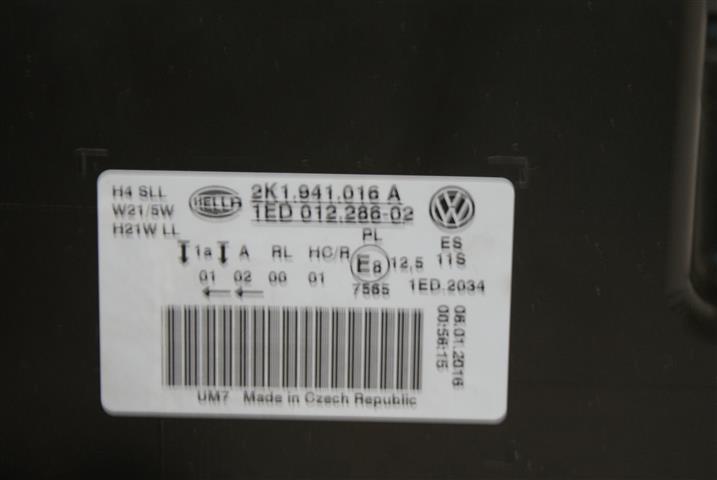 H4 SLL
W21/5W
H21W LL
HELLA
2K1.941.016 A
1ED 012.286-02
PL
ES
11S
1a A RL HC/R E8 12,5
01 02 00 01
7565
1ED.2034
06.01.2016
00:56:15
UM7 Made in Czech Republic